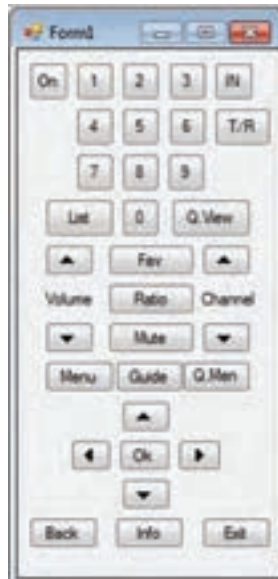 Form1
On 1 2 3 IN
4 5 6 T/R
7 8 9
List 0 Q.View
▲ Fav ▲
Volume Ratio Channel
▼ Mute ▼
Menu Guide Q.Men
▲
◀ Ok ▶
▼
Back Info Exit